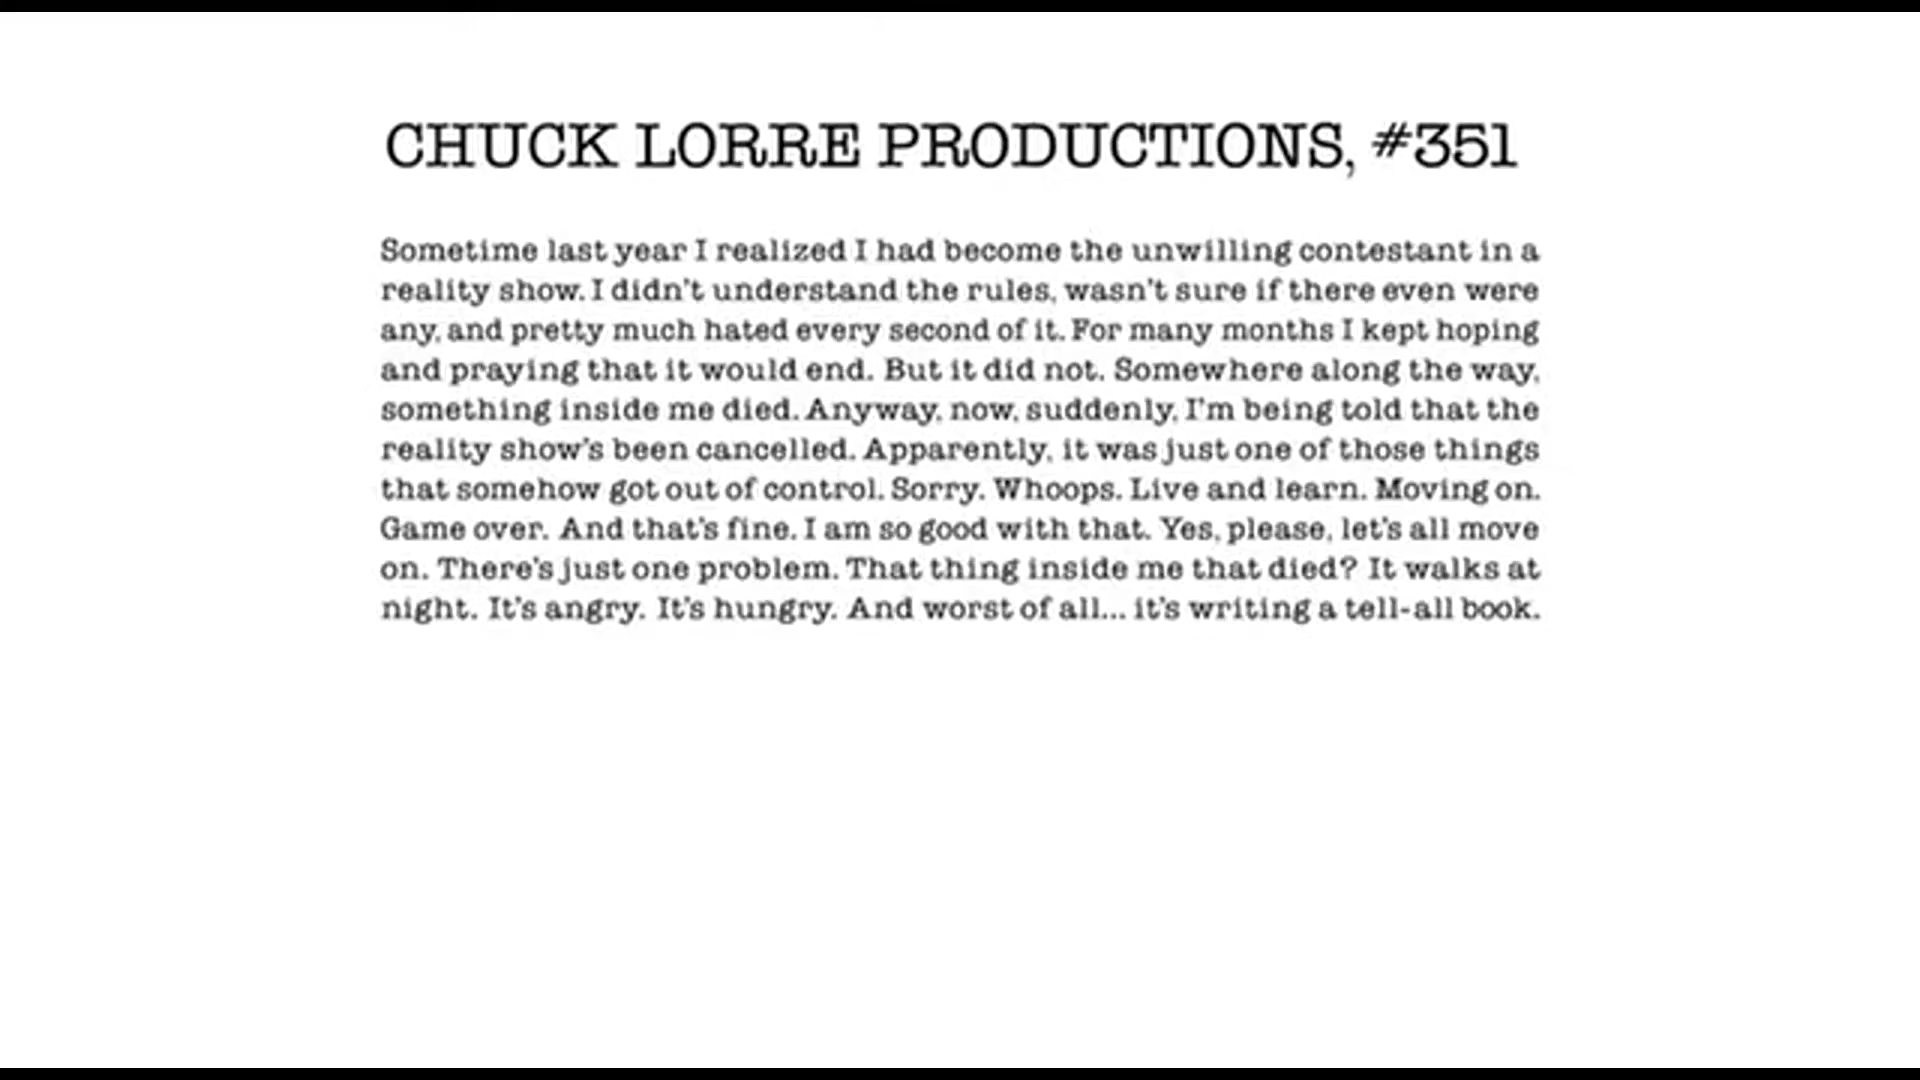 CHUCK LORRE PRODUCTIONS, #351
Sometime last year I realized I had become the unwilling contestant in a
reality show. I didn't understand the rules, wasn't sure if there even were
any, and pretty much hated every second of it. For many months I kept hoping
and praying that it would end. But it did not. Somewhere along the way,
something inside me died. Anyway, now, suddenly, I'm being told that the
reality show's been cancelled. Apparently, it was just one of those things
that somehow got out of control. Sorry. Whoops. Live and learn. Moving on.
Game over. And that's fine. I am so good with that. Yes, please, let's all move
on. There's just one problem. That thing inside me that died? It walks at
night. It's angry. It's hungry. And worst of all... it's writing a tell-all book.